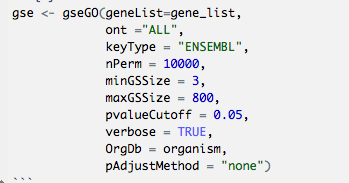 gse <- gseGO(geneList=gene_list,
ont ="ALL",
keyType = "ENSEMBL",
nPerm = 10000,
minGSSize = 3,
maxGSSize = 800,
pvalueCutoff = 0.05,
verbose = TRUE,
OrgDb = organism,
pAdjustMethod = "none")
```